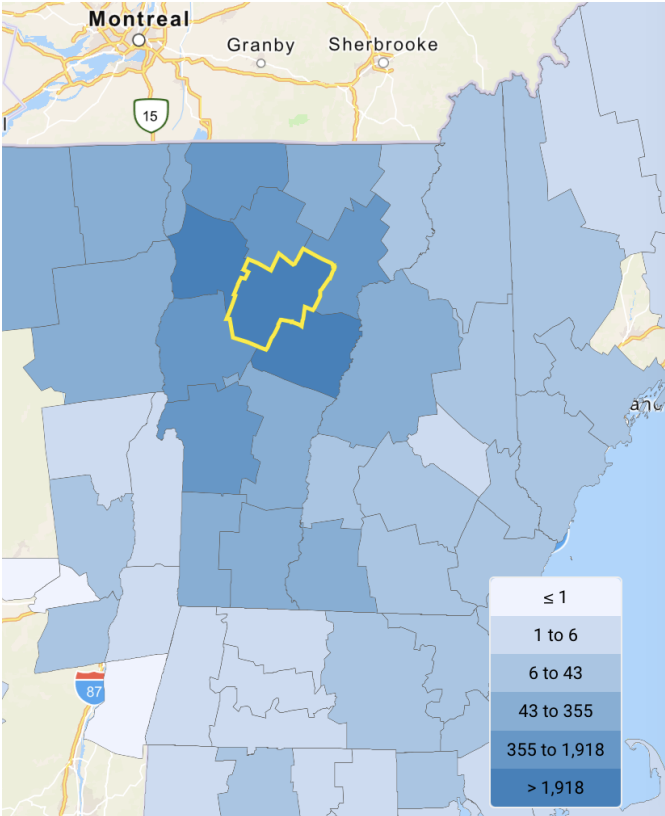 Montreal
Granby
Sherbrooke
15
≤ 1
1 to 6
6 to 43
43 to 355
355 to 1,918
> 1,918
87